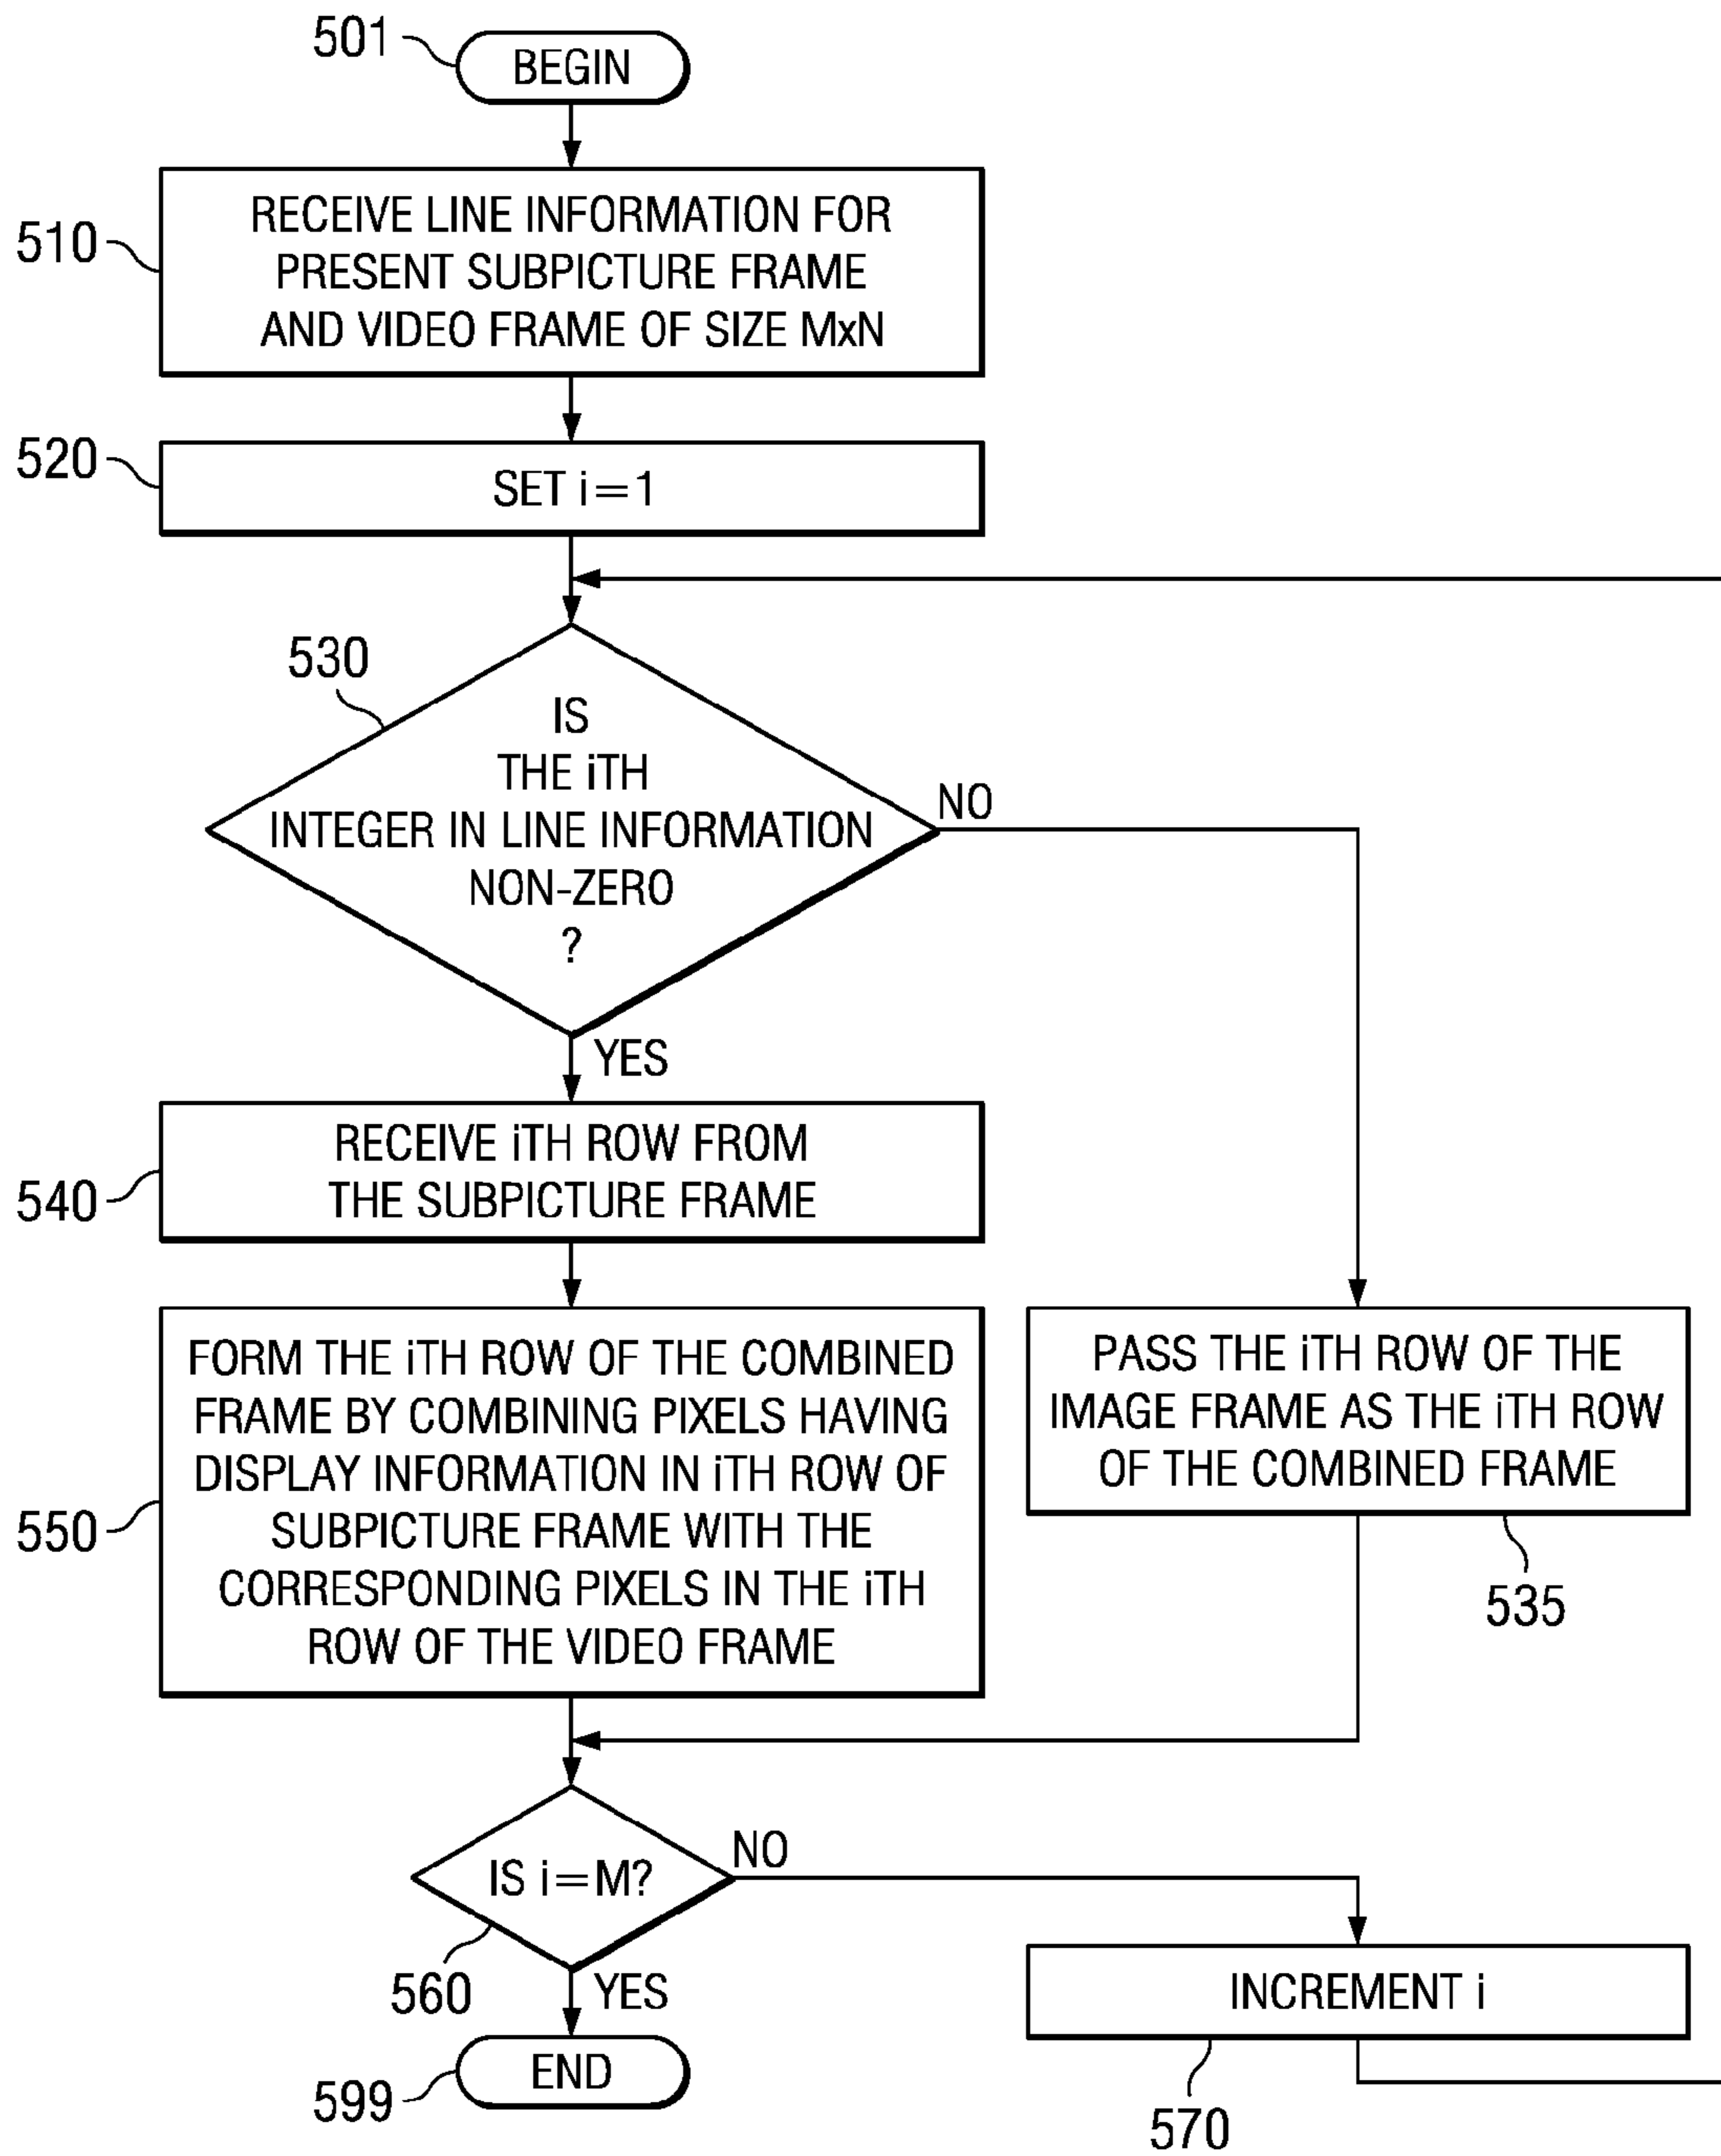 501
BEGIN
510
RECEIVE LINE INFORMATION FOR
PRESENT SUBPICTURE FRAME
AND VIDEO FRAME OF SIZE MxN
520
SET i=1
530
IS
THE iTH
INTEGER IN LINE INFORMATION
NON-ZERO
?
NO
YES
540
RECEIVE iTH ROW FROM
THE SUBPICTURE FRAME
550
FORM THE iTH ROW OF THE COMBINED
FRAME BY COMBINING PIXELS HAVING
DISPLAY INFORMATION IN iTH ROW OF
SUBPICTURE FRAME WITH THE
CORRESPONDING PIXELS IN THE iTH
ROW OF THE VIDEO FRAME
PASS THE iTH ROW OF THE
IMAGE FRAME AS THE iTH ROW
OF THE COMBINED FRAME
535
IS i=M?
NO
560
YES
INCREMENT i
570
599
END